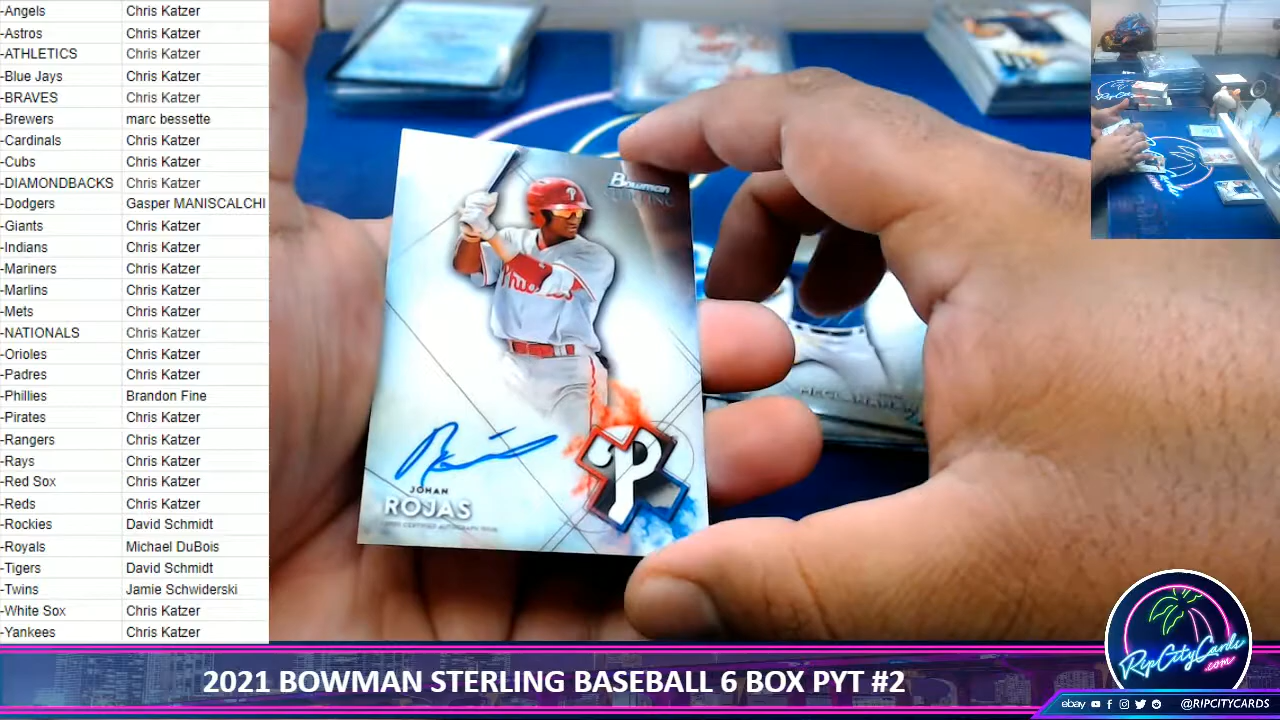 -Angels Chris Katzer
-Astros Chris Katzer
-ATHLETICS Chris Katzer
-Blue Jays Chris Katzer
-BRAVES Chris Katzer
-Brewers marc bessette
-Cardinals Chris Katzer
-Cubs Chris Katzer
-DIAMONDBACKS Chris Katzer
-Dodgers Gasper MANISCALCHI
-Giants Chris Katzer
-Indians Chris Katzer
-Mariners Chris Katzer
-Marlins Chris Katzer
-Mets Chris Katzer
-NATIONALS Chris Katzer
-Orioles Chris Katzer
-Padres Chris Katzer
-Phillies Brandon Fine
-Pirates Chris Katzer
-Rangers Chris Katzer
-Rays Chris Katzer
-Red Sox Chris Katzer
-Reds Chris Katzer
-Rockies David Schmidt
-Royals Michael DuBois
-Tigers David Schmidt
-Twins Jamie Schwiderski
-White Sox Chris Katzer
-Yankees Chris Katzer
Bowman
STERLING
Phillies
P
JOHAN
ROJAS
RipCityCards
.com
2021 BOWMAN STERLING BASEBALL 6 BOX PYT #2
ebay @RIPCITYCARDS